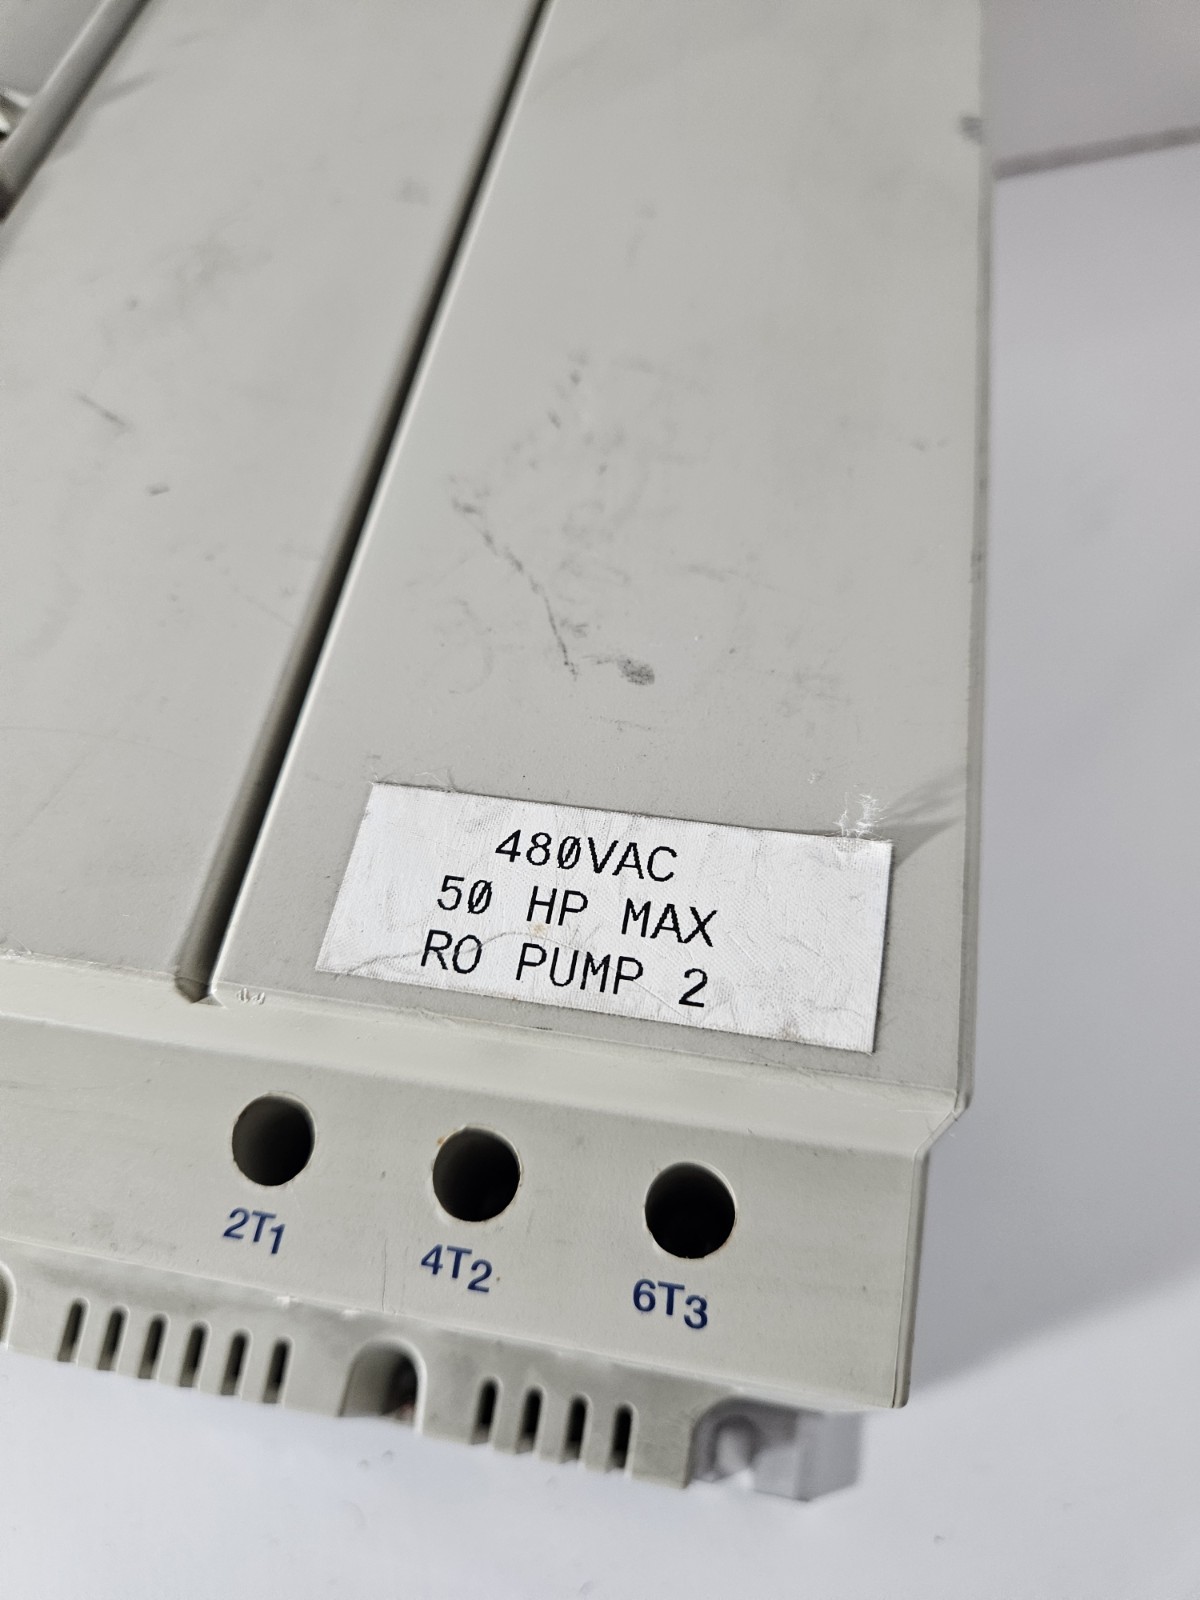 480VAC
50 HP MAX
RO PUMP 2
2T1 4T2 6T3